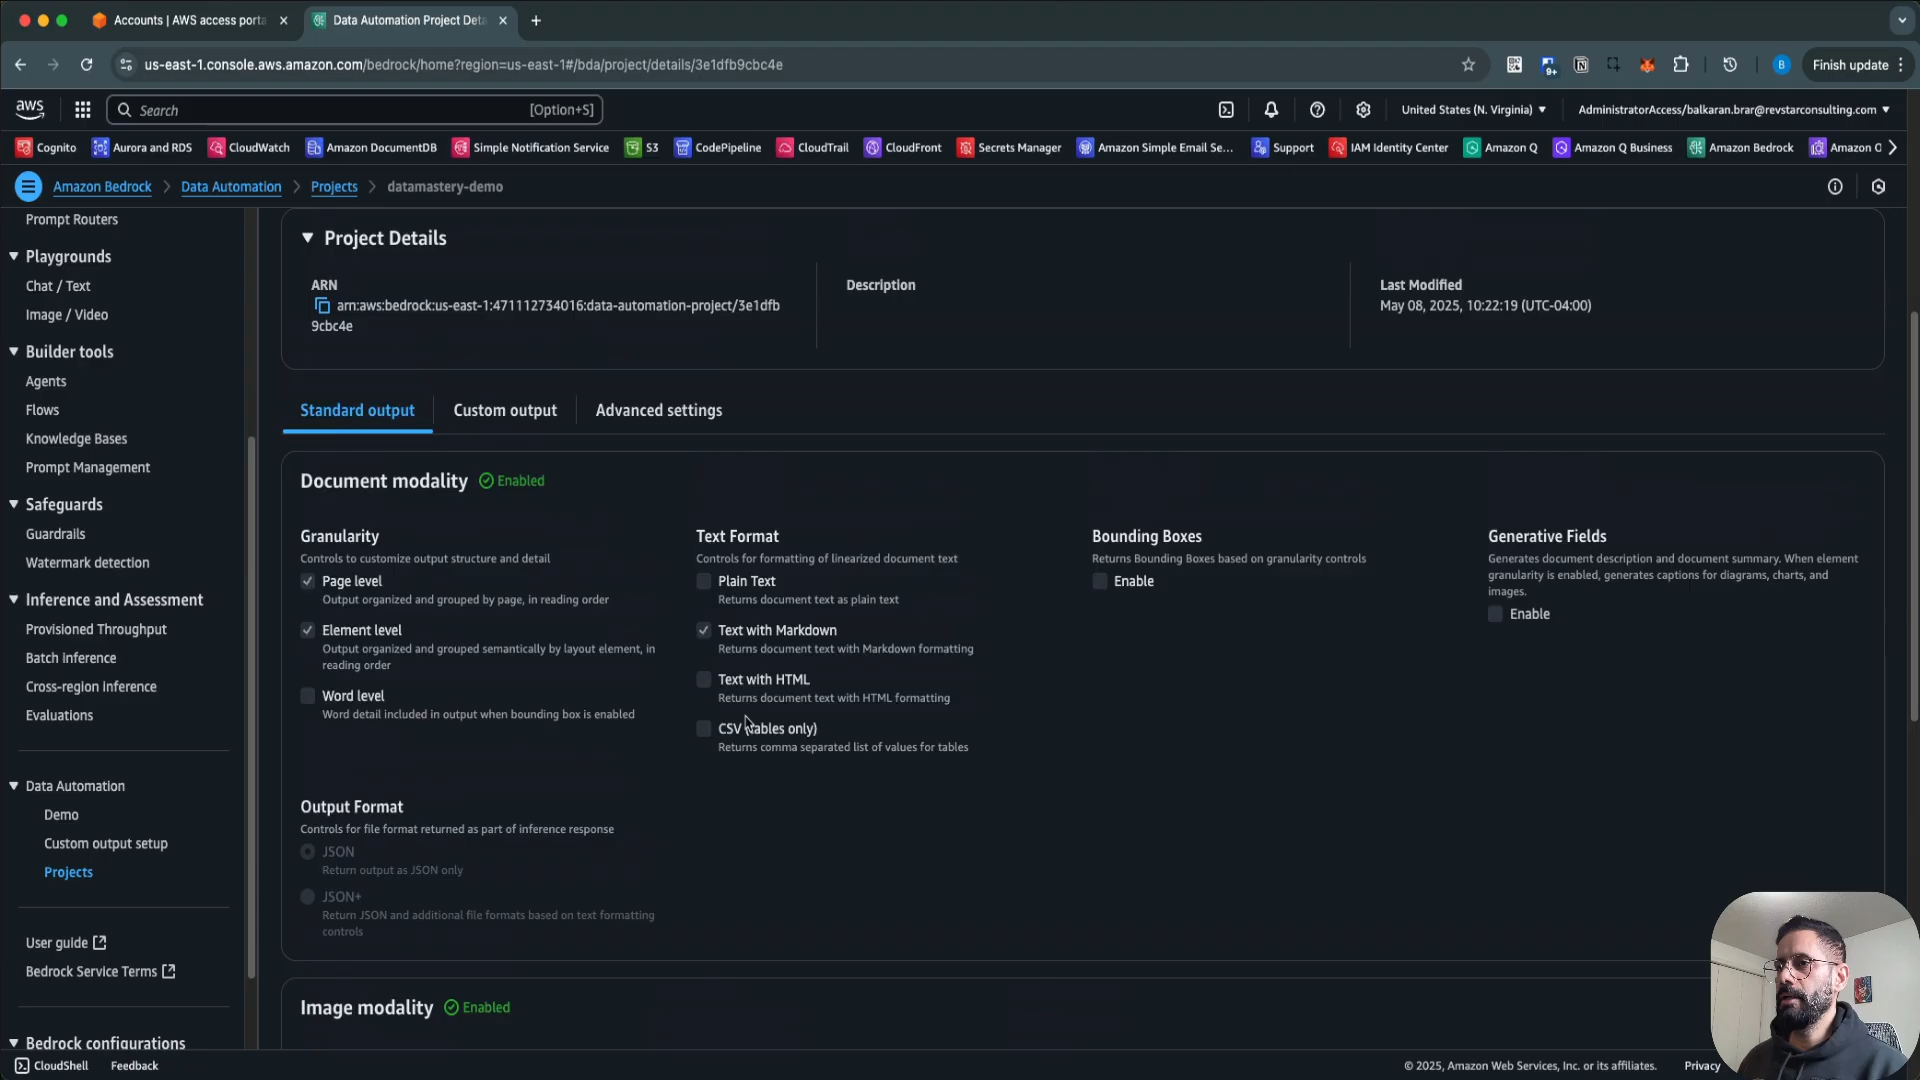 Accounts | AWS access porta
Data Automation Project Deta
us-east-1.console.aws.amazon.com/bedrock/home?region=us-east-1#/bda/project/details/3e1dfb9cbc4e
9+
B
Finish update
aws
Search
[Option+S]
United States (N. Virginia)
AdministratorAccess/balkaran.brar@revstarconsulting.com
Cognito
Aurora and RDS
CloudWatch
Amazon DocumentDB
Simple Notification Service
S3
CodePipeline
CloudTrail
CloudFront
Secrets Manager
Amazon Simple Email Se...
Support
IAM Identity Center
Amazon Q
Amazon Q Business
Amazon Bedrock
Amazon O
Amazon Bedrock
Data Automation
Projects
datamastery-demo
Prompt Routers
Playgrounds
Chat / Text
Image / Video
Builder tools
Agents
Flows
Knowledge Bases
Prompt Management
Safeguards
Guardrails
Watermark detection
Inference and Assessment
Provisioned Throughput
Batch inference
Cross-region Inference
Evaluations
Data Automation
Demo
Custom output setup
Projects
User guide
Bedrock Service Terms
Bedrock configurations
Project Details
ARN
arn:aws:bedrock:us-east-1:471112734016:data-automation-project/3e1dfb
9cbc4e
Description
Last Modified
May 08, 2025, 10:22:19 (UTC-04:00)
Standard output
Custom output
Advanced settings
Document modality
Enabled
Granularity
Controls to customize output structure and detail
Page level
Output organized and grouped by page, in reading order
Element level
Output organized and grouped semantically by layout element, in
reading order
Word level
Word detail included in output when bounding box is enabled
Text Format
Controls for formatting of linearized document text
Plain Text
Returns document text as plain text
Text with Markdown
Returns document text with Markdown formatting
Text with HTML
Returns document text with HTML formatting
CSV (tables only)
Returns comma separated list of values for tables
Bounding Boxes
Returns Bounding Boxes based on granularity controls
Enable
Generative Fields
Generates document description and document summary. When element
granularity is enabled, generates captions for diagrams, charts, and
images.
Enable
Output Format
Controls for file format returned as part of inference response
JSON
Return output as JSON only
JSON+
Return JSON and additional file formats based on text formatting
controls
Image modality
Enabled
CloudShell
Feedback
© 2025, Amazon Web Services, Inc. or its affiliates.
Privacy